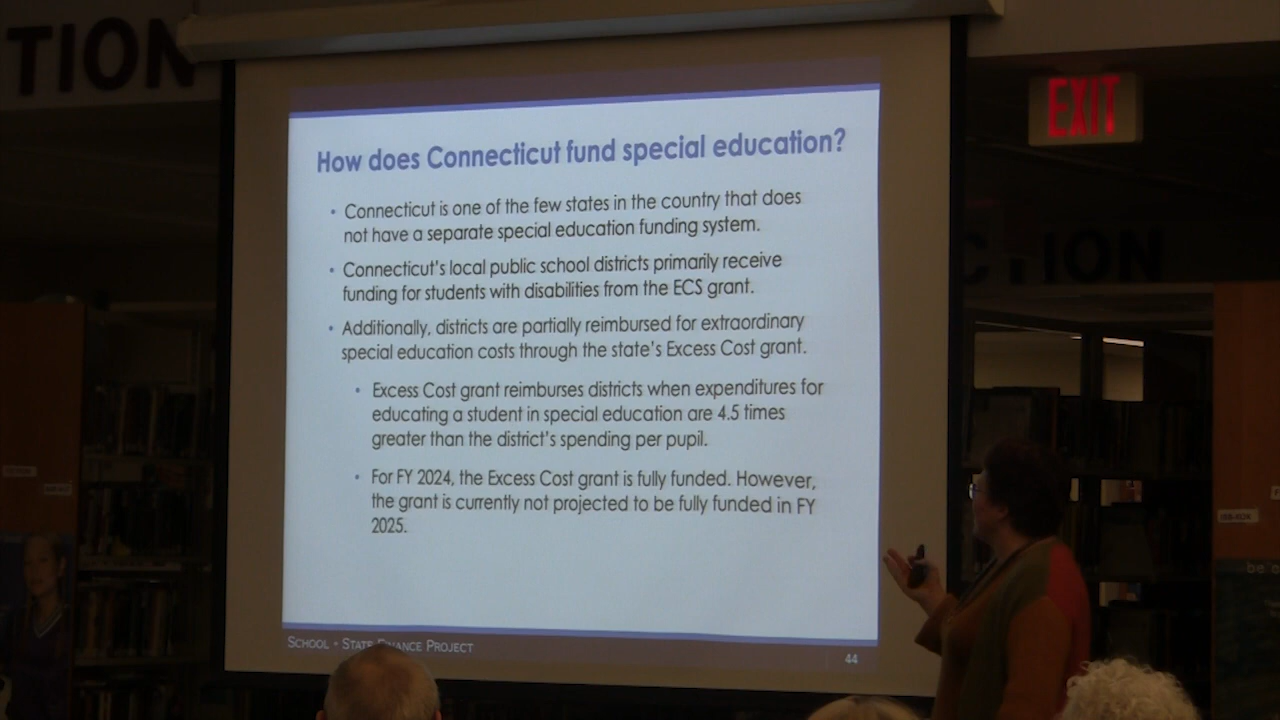 TION
EXIT
How does Connecticut fund special education?
• Connecticut is one of the few states in the country that does
not have a separate special education funding system.
• Connecticut's local public school districts primarily receive
funding for students with disabilities from the ECS grant.
• Additionally, districts are partially reimbursed for extraordinary
special education costs through the state's Excess Cost grant.
• Excess Cost grant reimburses districts when expenditures for
educating a student in special education are 4.5 times
greater than the district's spending per pupil.
• For FY 2024, the Excess Cost grant is fully funded. However,
the grant is currently not projected to be fully funded in FY
2025.
SCHOOL + STATE FINANCE PROJECT
44
ION
be